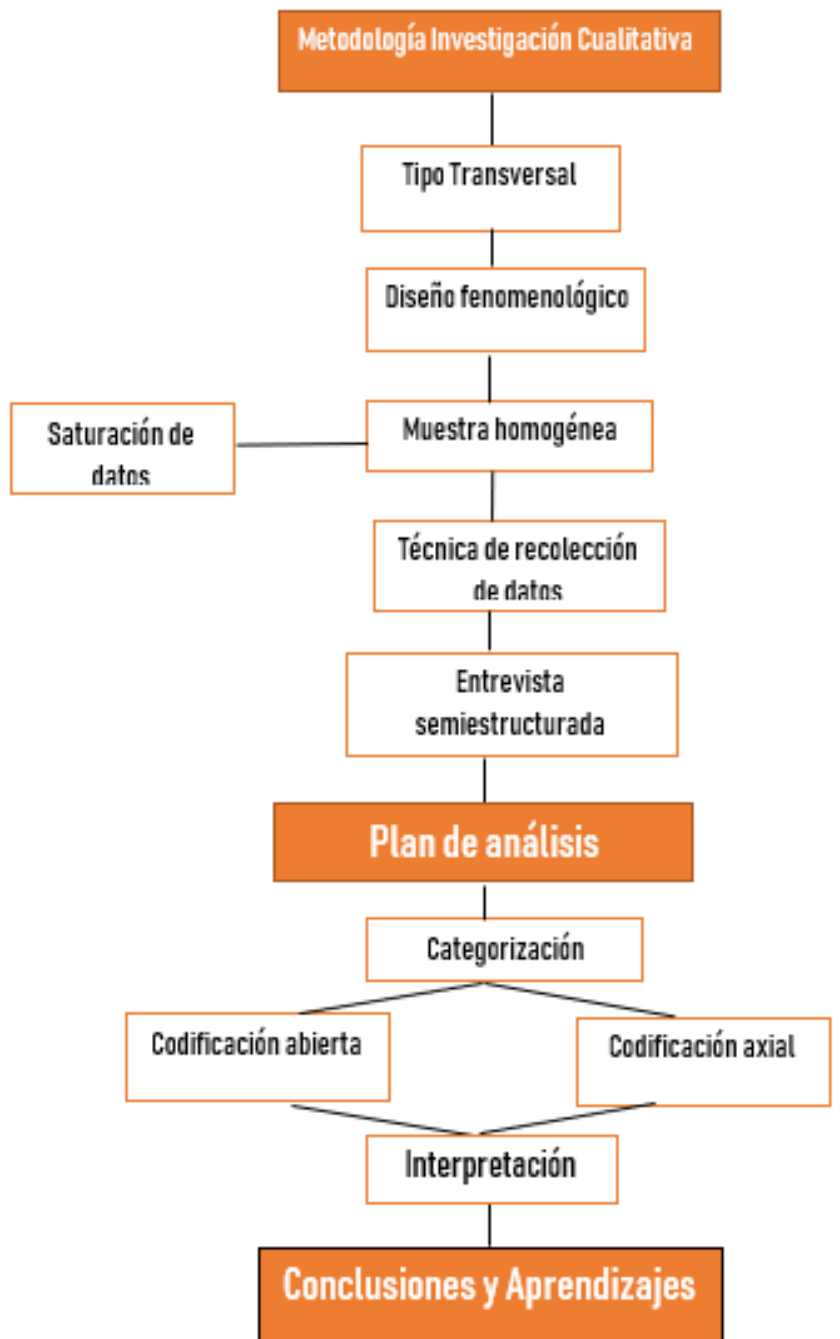 Metodología Investigación Cualitativa
Tipo Transversal
Diseño fenomenológico
Saturación de
datos
Muestra homogénea
Técnica de recolección
de datos
Entrevista
semiestructurada
Plan de análisis
Categorización
Codificación abierta
Codificación axial
Interpretación
Conclusiones y Aprendizajes